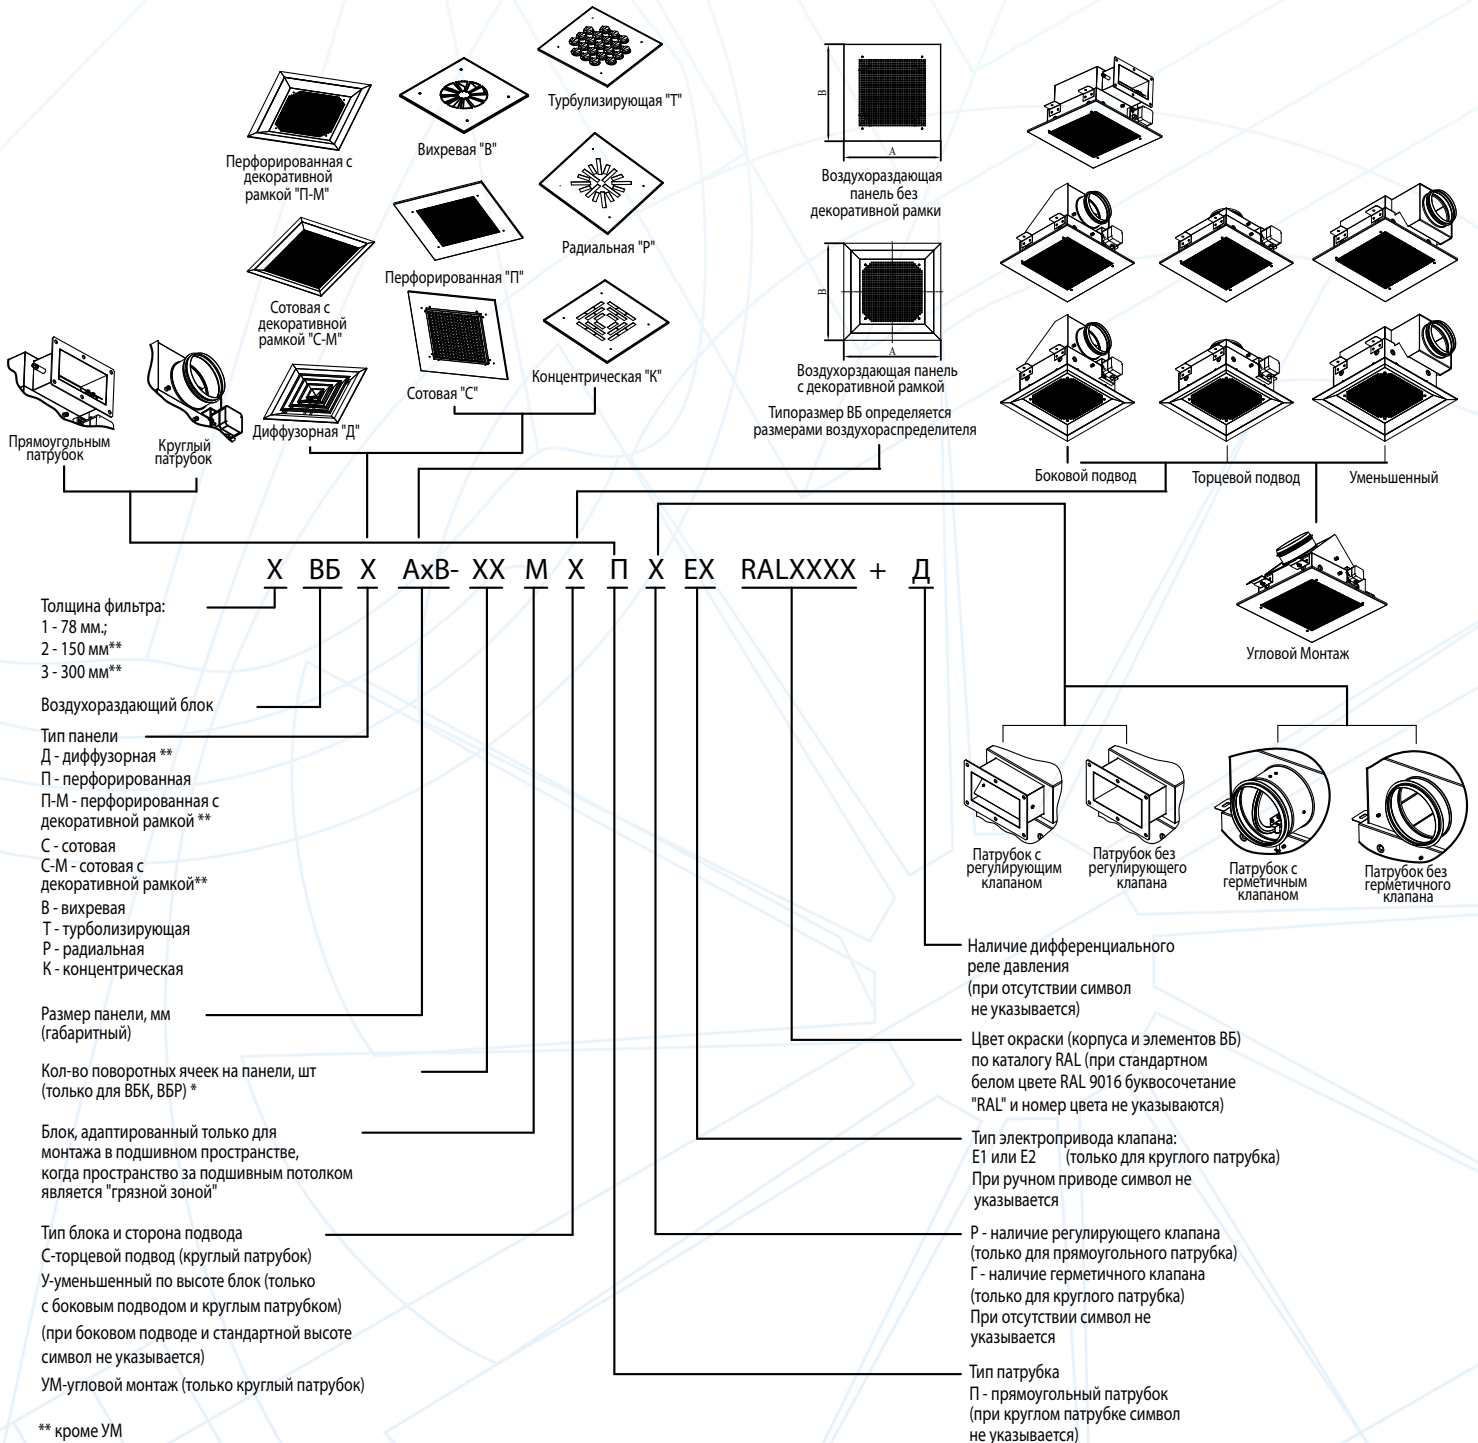 Турбулизирующая "Т"
Вихревая "В"
Перфорированная с
декоративной
рамкой "П-М"
Радиальная "Р"
Перфорированная "П"
Сотовая с
декоративной
рамкой "С-М"
Концентрическая "К"
Сотовая "С"
Диффузорная "Д"
Прямоугольным
патрубок
Круглый
патрубок
В
А
Воздухораздающая
панель без
декоративной рамки
В
А
Воздухорздающая панель
с декоративной рамкой
Типоразмер ВБ определяется
размерами воздухораспределителя
Боковой подвод
Торцевой подвод
Уменьшенный
Угловой Монтаж
Х ВБ Х АхВ- ХХ М Х П Х ЕХ RALXXXX + Д
Толщина фильтра:
1 - 78 мм.;
2 - 150 мм**
3 - 300 мм**
Воздухораздающий блок
Тип панели
Д - диффузорная **
П - перфорированная
П-М - перфорированная с
декоративной рамкой **
С - сотовая
С-М - сотовая с
декоративной рамкой**
В - вихревая
Т - турболизирующая
Р - радиальная
К - концентрическая
Размер панели, мм
(габаритный)
Кол-во поворотных ячеек на панели, шт
(только для ВБК, ВБР) *
Блок, адаптированный только для
монтажа в подшивном пространстве,
когда пространство за подшивным потолком
является "грязной зоной"
Тип блока и сторона подвода
С-торцевой подвод (круглый патрубок)
У-уменьшенный по высоте блок (только
с боковым подводом и круглым патрубком)
(при боковом подводе и стандартной высоте
символ не указывается)
УМ-угловой монтаж (только круглый патрубок)
** кроме УМ
Патрубок с
регулирующим
клапаном
Патрубок без
регулирующего
клапана
Патрубок с
герметичным
клапаном
Патрубок без
герметичного
клапана
Наличие дифференциального
реле давления
(при отсутствии символ
не указывается)
Цвет окраски (корпуса и элементов ВБ)
по каталогу RAL (при стандартном
белом цвете RAL 9016 буквосочетание
"RAL" и номер цвета не указываются)
Тип электропривода клапана:
Е1 или Е2 (только для круглого патрубка)
При ручном приводе символ не
указывается
Р - наличие регулирующего клапана
(только для прямоугольного патрубка)
Г - наличие герметичного клапана
(только для круглого патрубка)
При отсутствии символ не
указывается
Тип патрубка
П - прямоугольный патрубок
(при круглом патрубке символ
не указывается)